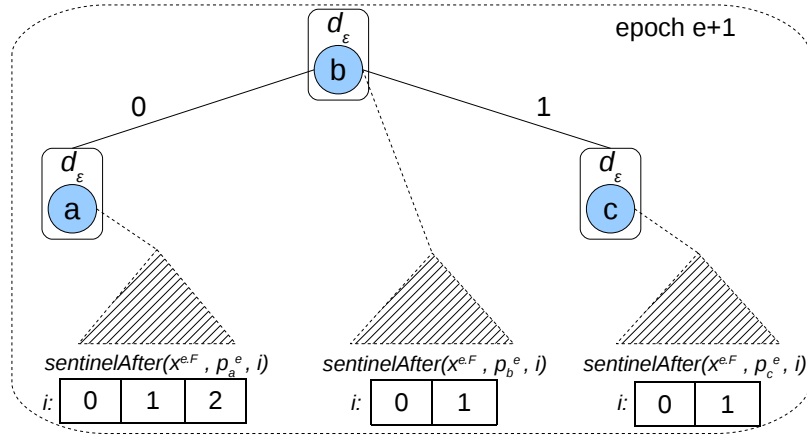 epoch e+1
d_ε
b
0
1
d_ε
a
d_ε
c
sentinelAfter(x^{e.F} , p_a^e , i)
i: 0 1 2
sentinelAfter(x^{e.F} , p_b^e , i)
i: 0 1
sentinelAfter(x^{e.F} , p_c^e , i)
i: 0 1